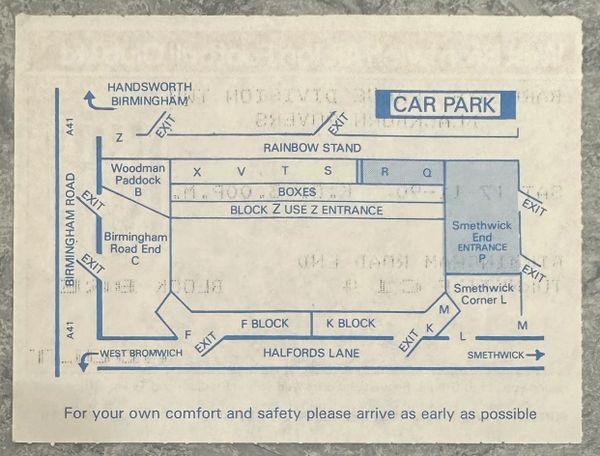 HANDSWORTH
BIRMINGHAM
CAR PARK
A41
Z
EXIT
EXIT
RAINBOW STAND
Woodman
Paddock
B
X V T S R Q
BOXES
BLOCK Z USE Z ENTRANCE
BIRMINGHAM ROAD
EXIT
EXIT
Birmingham
Road End
C
Smethwick
End
ENTRANCE
P
EXIT
EXIT
Smethwick
Corner L
M
F BLOCK
K BLOCK
M
A41
F
EXIT
EXIT
K
L
WEST BROMWICH
HALFORDS LANE
SMETHWICK
For your own comfort and safety please arrive as early as possible